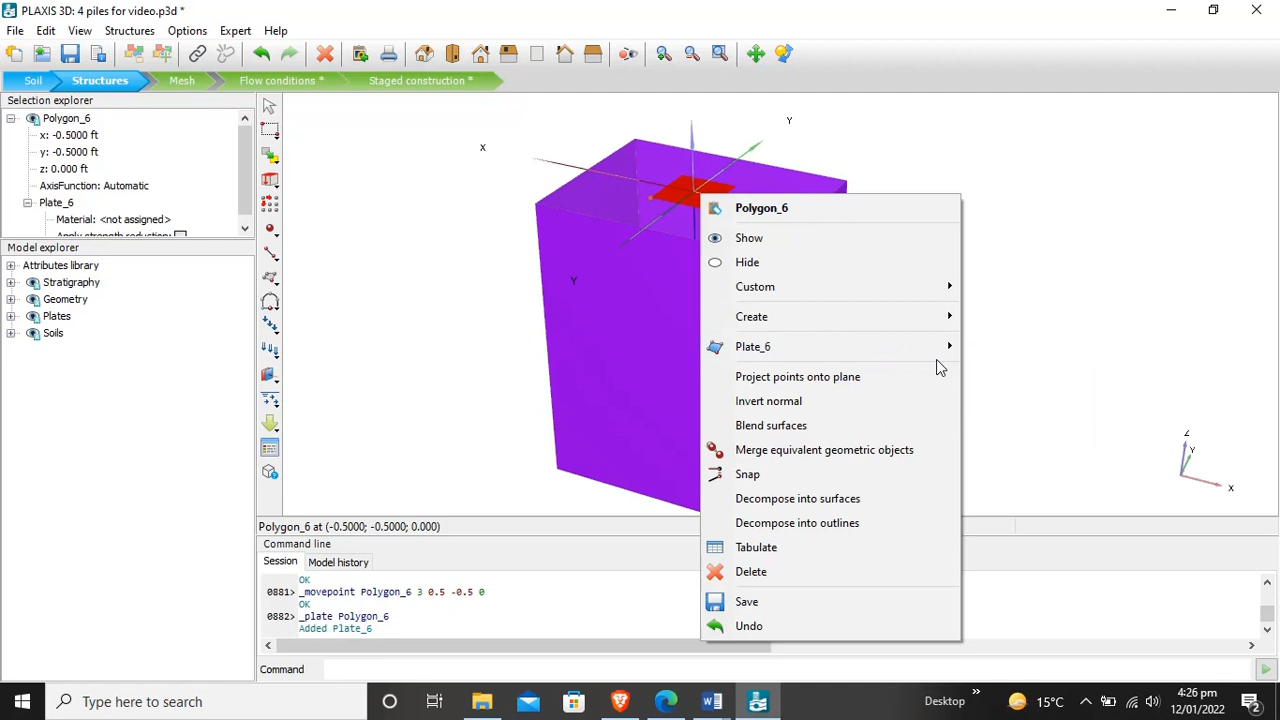 PLAXIS 3D: 4 piles for video.p3d *
File Edit View Structures Options Expert Help
Soil Structures Mesh Flow conditions * Staged construction *
Selection explorer
Polygon_6
x: -0.5000 ft
y: -0.5000 ft
z: 0.000 ft
AxisFunction: Automatic
Plate_6
Material: <not assigned>
Apply strength reduction:
Model explorer
Attributes library
Stratigraphy
Geometry
Plates
Soils
Y
X
Y
Polygon_6
Show
Hide
Custom
Create
Plate_6
Project points onto plane
Invert normal
Blend surfaces
Merge equivalent geometric objects
Snap
Decompose into surfaces
Decompose into outlines
Tabulate
Delete
Save
Undo
Z
Y
X
Polygon_6 at (-0.5000; -0.5000; 0.000)
Command line
Session Model history
OK
0881> _movepoint Polygon_6 3 0.5 -0.5 0
OK
0882> _plate Polygon_6
Added Plate_6
Command
Type here to search
Desktop
15°C
4:26 pm
12/01/2022
2